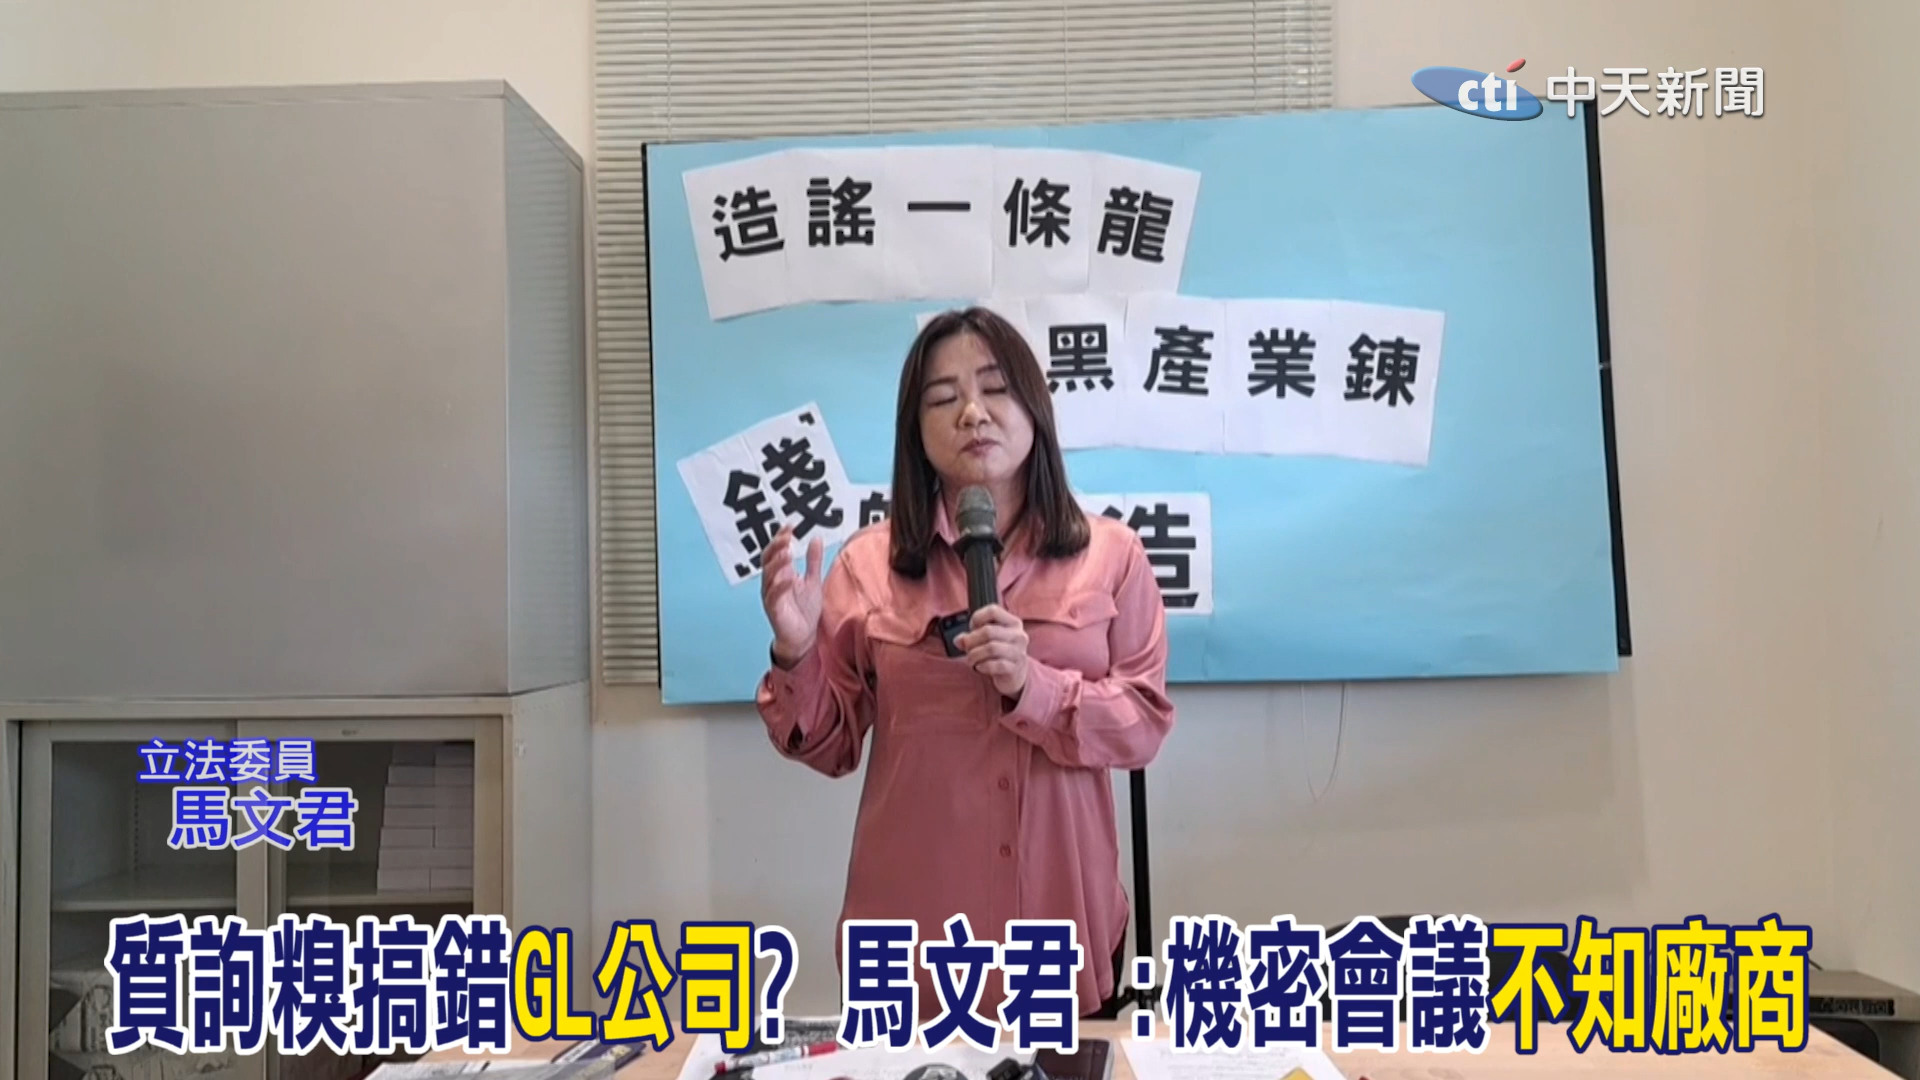 cti 中天新聞
造謠一條龍
黑產業鍊
「錢」
造
立法委員
馬文君
質詢糗搞錯GL公司? 馬文君 :機密會議不知廠商